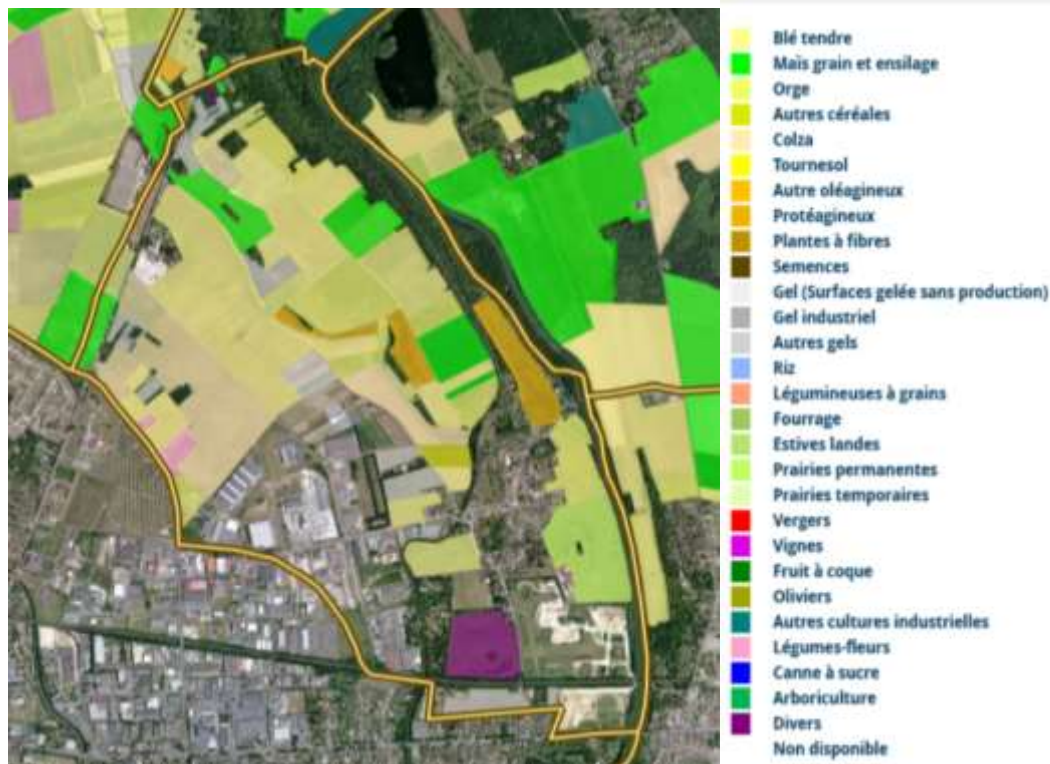 Blé tendre
Maïs grain et ensilage
Orge
Autres céréales
Colza
Tournesol
Autre oléagineux
Protéagineux
Plantes à fibres
Semences
Gel (Surfaces gelée sans production)
Gel industriel
Autres gels
Riz
Légumineuses à grains
Fourrage
Estives landes
Prairies permanentes
Prairies temporaires
Vergers
Vignes
Fruit à coque
Oliviers
Autres cultures industrielles
Légumes-fleurs
Canne à sucre
Arboriculture
Divers
Non disponible